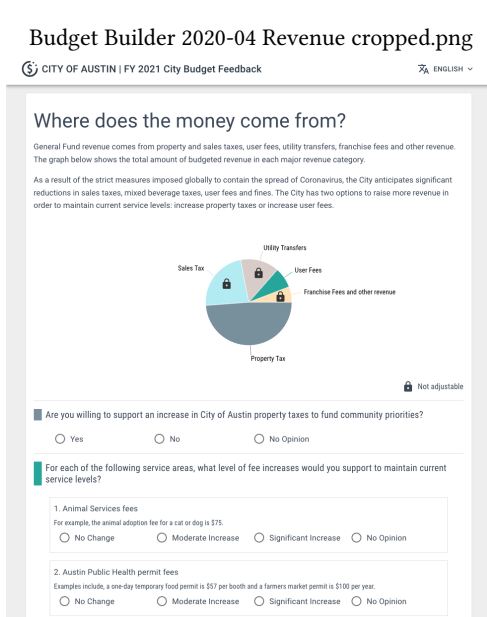 Budget Builder 2020-04 Revenue cropped.png
CITY OF AUSTIN | FY 2021 City Budget Feedback
ENGLISH
Where does the money come from?
General Fund revenue comes from property and sales taxes, user fees, utility transfers, franchise fees and other revenue.
The graph below shows the total amount of budgeted revenue in each major revenue category.
As a result of the strict measures imposed globally to contain the spread of Coronavirus, the City anticipates significant
reductions in sales taxes, mixed beverage taxes, user fees and fines. The City has two options to raise more revenue in
order to maintain current service levels: increase property taxes or increase user fees.
Utility Transfers
Sales Tax
User Fees
Franchise Fees and other revenue
Property Tax
Not adjustable
Are you willing to support an increase in City of Austin property taxes to fund community priorities?
Yes No No Opinion
For each of the following service areas, what level of fee increases would you support to maintain current
service levels?
1. Animal Services fees
For example, the animal adoption fee for a cat or dog is $75.
No Change Moderate Increase Significant Increase No Opinion
2. Austin Public Health permit fees
Examples include, a one-day temporary food permit is $57 per booth and a farmers market permit is $100 per year.
No Change Moderate Increase Significant Increase No Opinion